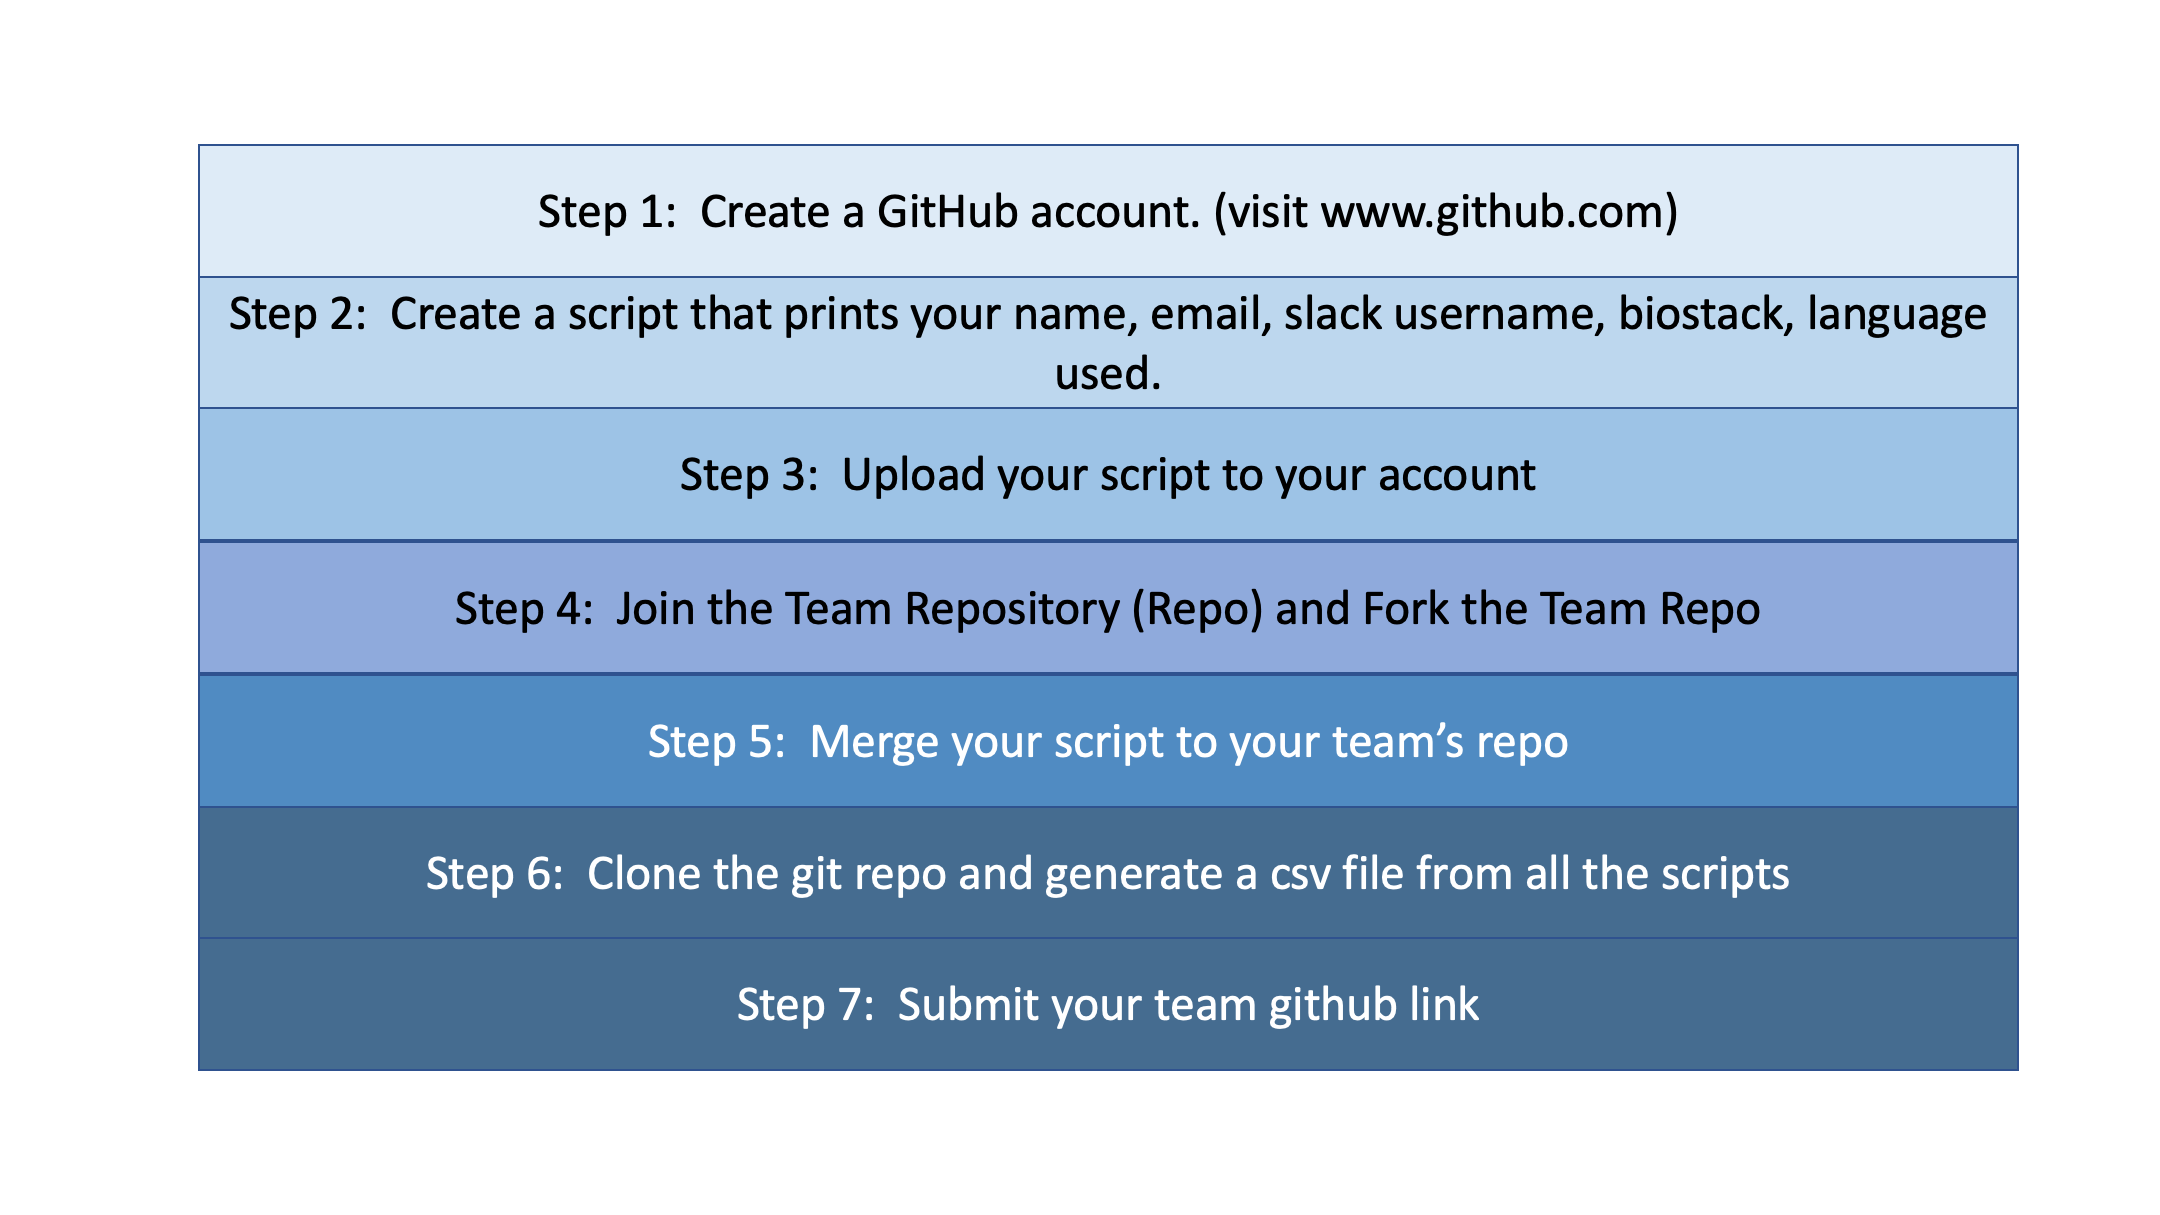 Step 1:  Create a GitHub account. (visit www.github.com)
Step 2:  Create a script that prints your name, email, slack username, biostack, language
used.
Step 3:  Upload your script to your account
Step 4:  Join the Team Repository (Repo) and Fork the Team Repo
Step 5:  Merge your script to your team’s repo
Step 6:  Clone the git repo and generate a csv file from all the scripts
Step 7:  Submit your team github link